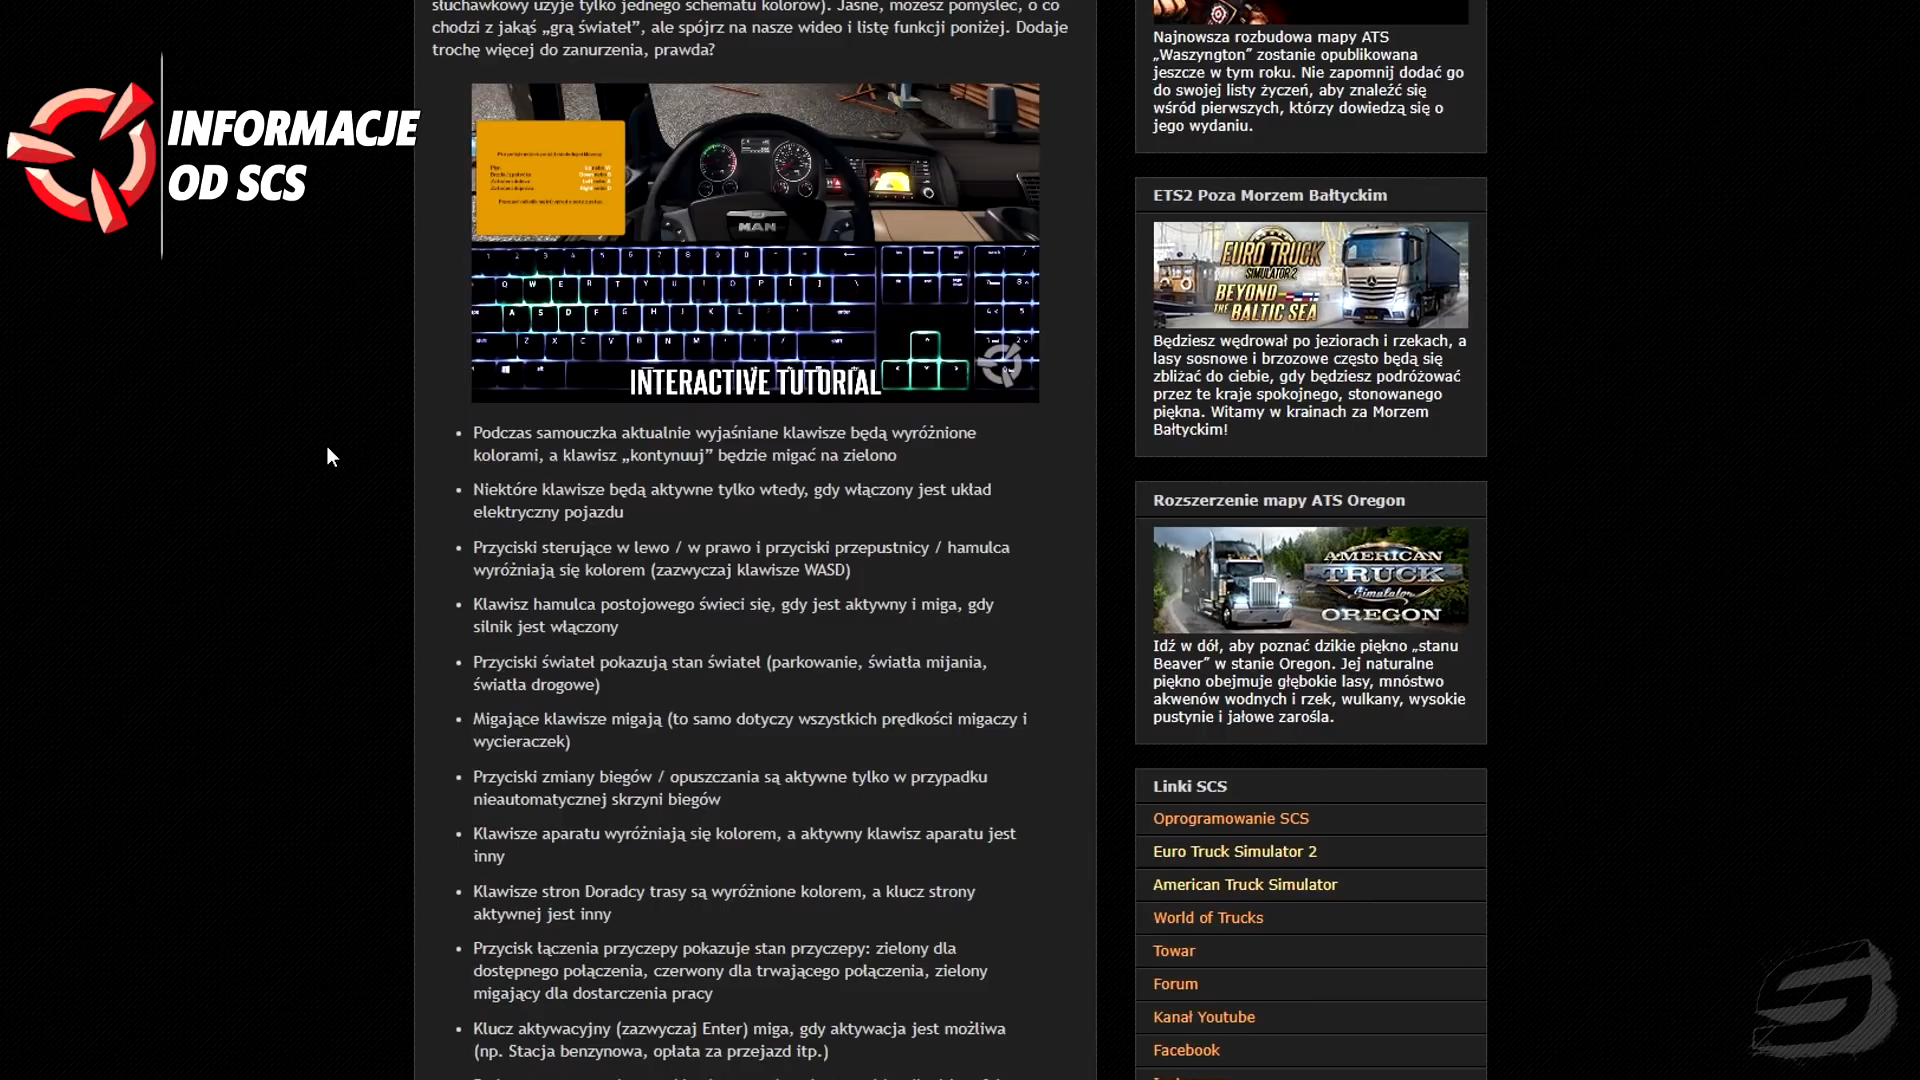 słuchawkowy użyje tylko jednego schematu kolorów). Jasne, możesz pomyśleć, o co
chodzi z jakąś „grą świateł”, ale spójrz na nasze wideo i listę funkcji poniżej. Dodaje
trochę więcej do zanurzenia, prawda?
INFORMACJE
OD SCS
MAN
INTERACTIVE TUTORIAL
Podczas samouczka aktualnie wyjaśniane klawisze będą wyróżnione
kolorami, a klawisz „kontynuuj” będzie migać na zielono
Niektóre klawisze będą aktywne tylko wtedy, gdy włączony jest układ
elektryczny pojazdu
Przyciski sterujące w lewo / w prawo i przyciski przepustnicy / hamulca
wyróżniają się kolorem (zazwyczaj klawisze WASD)
Klawisz hamulca postojowego świeci się, gdy jest aktywny i miga, gdy
silnik jest włączony
Przyciski świateł pokazują stan świateł (parkowanie, światła mijania,
światła drogowe)
Migające klawisze migają (to samo dotyczy wszystkich prędkości migaczy i
wycieraczek)
Przyciski zmiany biegów / opuszczania są aktywne tylko w przypadku
nieautomatycznej skrzyni biegów
Klawisze aparatu wyróżniają się kolorem, a aktywny klawisz aparatu jest
inny
Klawisze stron Doradcy trasy są wyróżnione kolorem, a klucz strony
aktywnej jest inny
Przycisk łączenia przyczepy pokazuje stan przyczepy: zielony dla
dostępnego połączenia, czerwony dla trwającego połączenia, zielony
migający dla dostarczenia pracy
Klucz aktywacyjny (zazwyczaj Enter) miga, gdy aktywacja jest możliwa
(np. Stacja benzynowa, opłata za przejazd itp.)
Najnowsza rozbudowa mapy ATS
„Waszyngton” zostanie opublikowana
jeszcze w tym roku. Nie zapomnij dodać go
do swojej listy życzeń, aby znaleźć się
wśród pierwszych, którzy dowiedzą się o
jego wydaniu.
ETS2 Poza Morzem Bałtyckim
EURO TRUCK
SIMULATOR 2
BEYOND
THE BALTIC SEA
Będziesz wędrował po jeziorach i rzekach, a
lasy sosnowe i brzozowe często będą się
zbliżać do ciebie, gdy będziesz podróżować
przez te kraje spokojnego, stonowanego
piękna. Witamy w krainach za Morzem
Bałtyckim!
Rozszerzenie mapy ATS Oregon
AMERICAN
TRUCK
Simulator
OREGON
Idź w dół, aby poznać dzikie piękno „stanu
Beaver” w stanie Oregon. Jej naturalne
piękno obejmuje głębokie lasy, mnóstwo
akwenów wodnych i rzek, wulkany, wysokie
pustynie i jałowe zarośla.
Linki SCS
Oprogramowanie SCS
Euro Truck Simulator 2
American Truck Simulator
World of Trucks
Towar
Forum
Kanał Youtube
Facebook